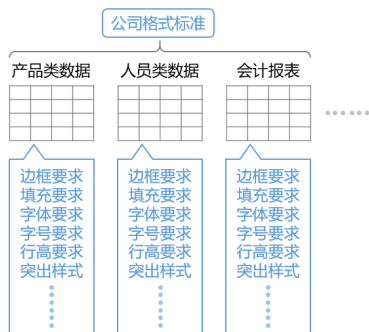 公司格式标准
产品类数据 人员类数据 会计报表
……
边框要求 边框要求 边框要求
填充要求 填充要求 填充要求
字体要求 字体要求 字体要求
字号要求 字号要求 字号要求
行高要求 行高要求 行高要求
突出样式 突出样式 突出样式